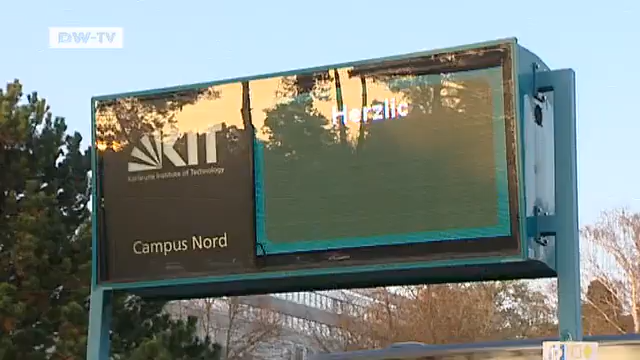 DW-TV
KIT
Karlsruhe Institute of Technology
Campus Nord
Herzlic